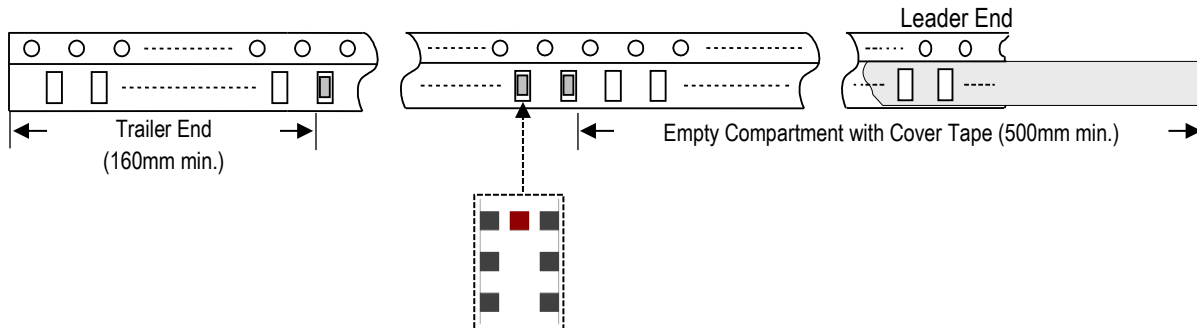 Leader End
Trailer End
(160mm min.)
Empty Compartment with Cover Tape (500mm min.)